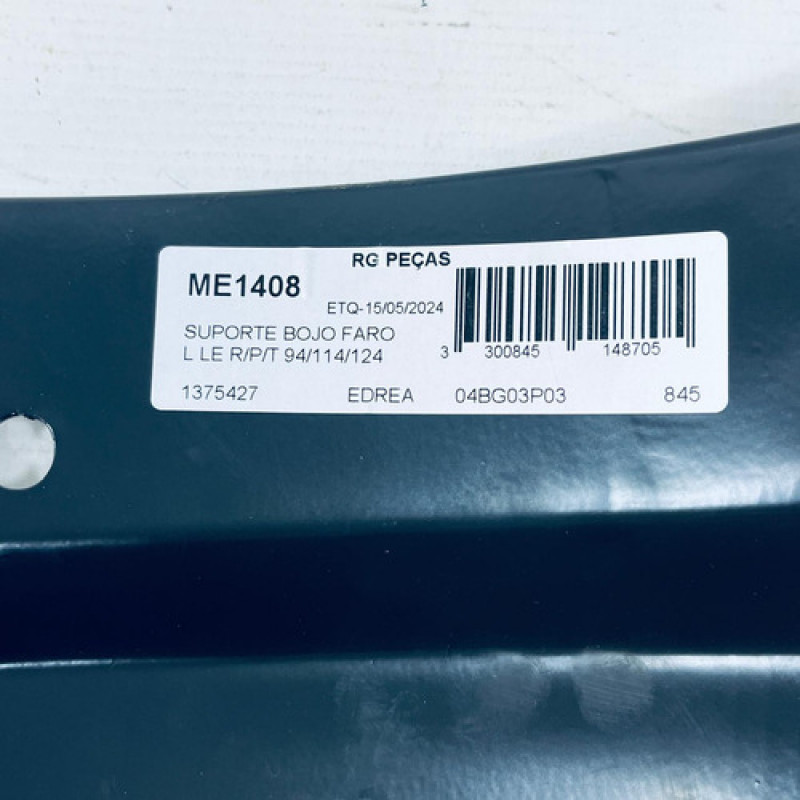 RG PEÇAS
ME1408
ETQ-15/05/2024
SUPORTE BOJO FARO
L LE R/P/T 94/114/124
3 300845 148705
1375427 EDREA 04BG03P03 845